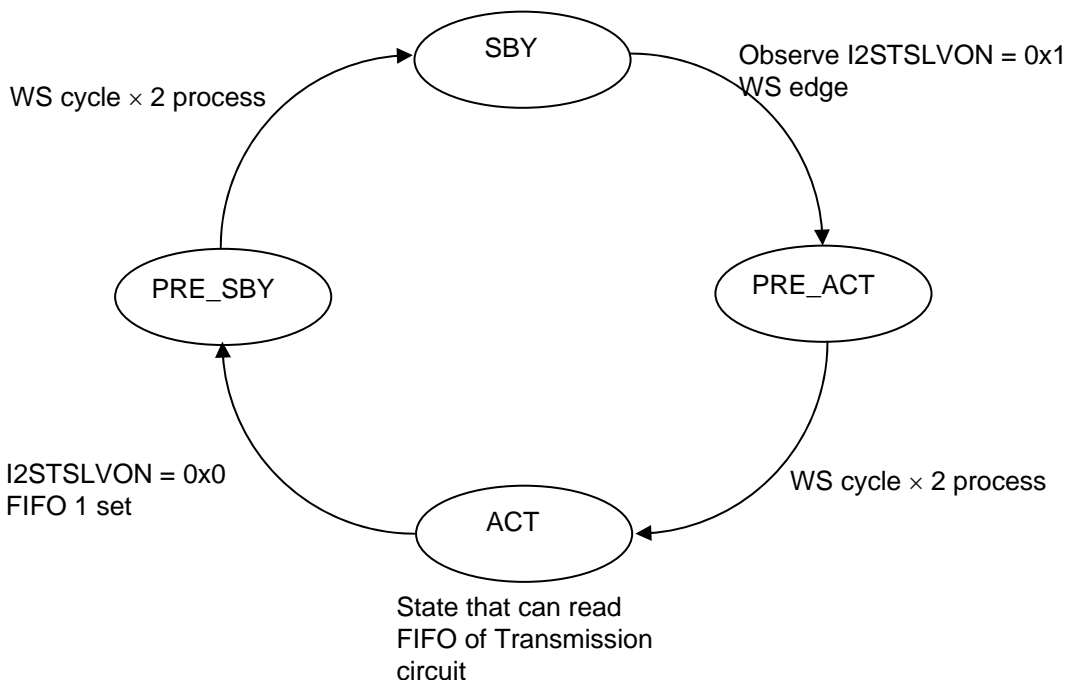 SBY
Observe I2STSLVON = 0x1
WS edge
WS cycle × 2 process
PRE_SBY
PRE_ACT
I2STSLVON = 0x0
FIFO 1 set
WS cycle × 2 process
ACT
State that can read
FIFO of Transmission
circuit